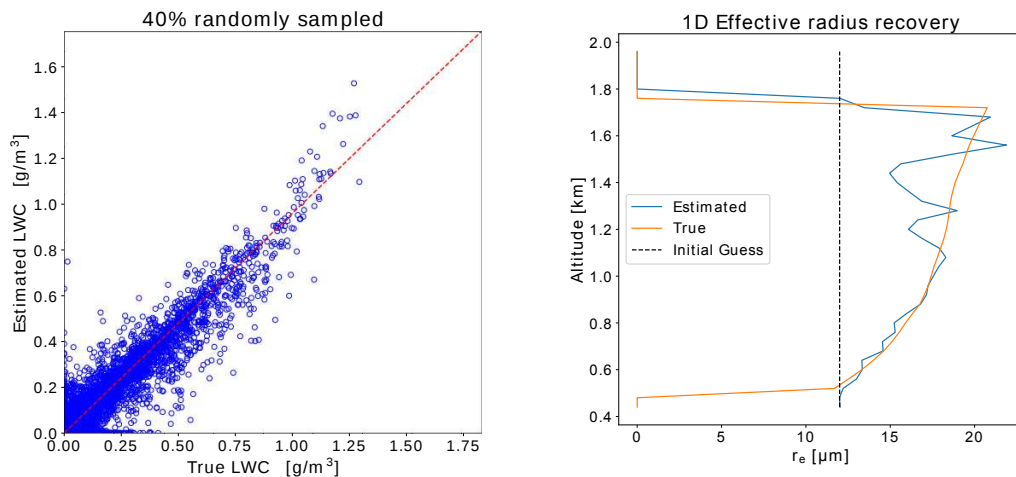 40% randomly sampled
Estimated LWC [g/m³]
1.6
1.4
1.2
1.0
0.8
0.6
0.4
0.2
0.0
0.00 0.25 0.50 0.75 1.00 1.25 1.50 1.75
True LWC [g/m³]
1D Effective radius recovery
Altitude [km]
2.0
1.8
1.6
1.4
1.2
1.0
0.8
0.6
0.4
Estimated
True
Initial Guess
0 5 10 15 20
rₑ [μm]